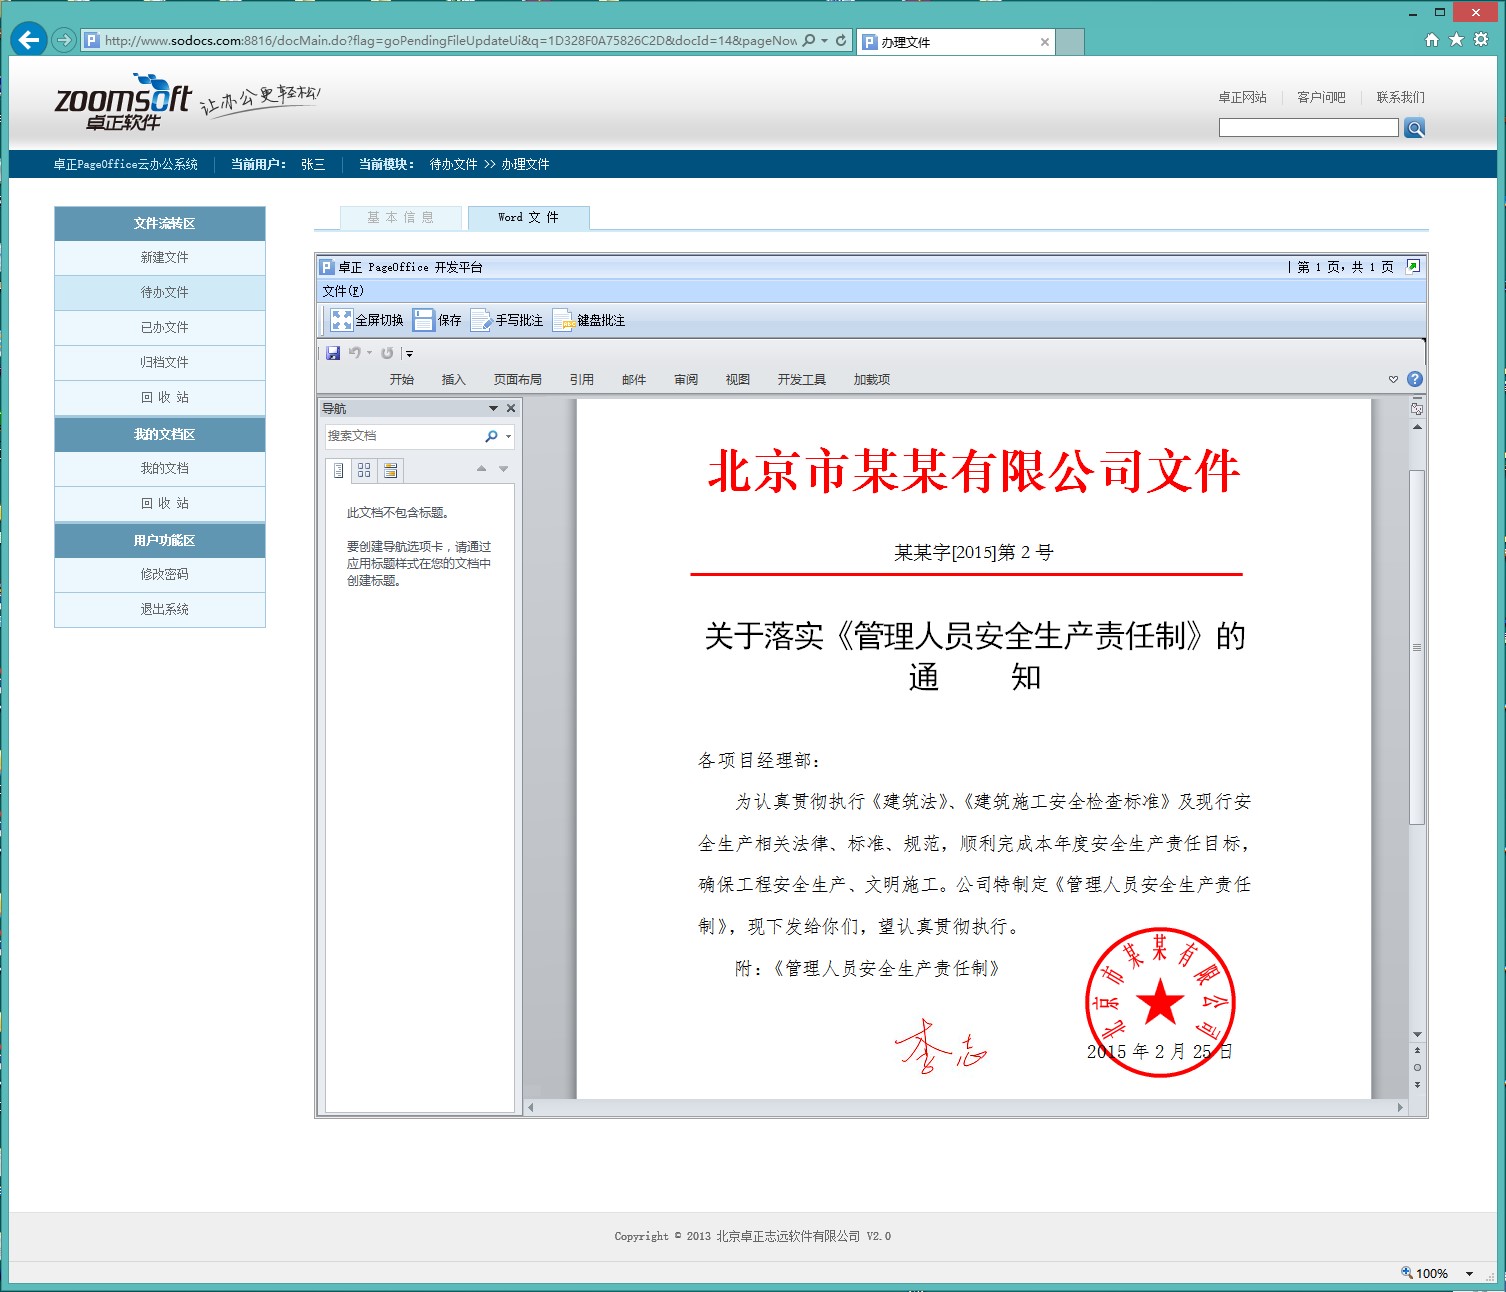 http://www.sodocs.com:8816/docMain.do?flag=goPendingFileUpdateUi&q=1D328F0A75826C2D&docId=14&pageNow
办理文件
zoomsoft
卓正软件
让办公更轻松!
卓正网站
客户问吧
联系我们
卓正PageOffice云办公系统
当前用户: 张三
当前模块: 待办文件 >> 办理文件
文件流转区
新建文件
待办文件
已办文件
归档文件
回 收 站
我的文档区
我的文档
回 收 站
用户功能区
修改密码
退出系统
基 本 信 息
Word 文 件
卓正 PageOffice 开发平台
| 第 1 页,共 1 页
文件(F)
全屏切换 保存 手写批注 键盘批注
开始 插入 页面布局 引用 邮件 审阅 视图 开发工具 加载项
导航
搜索文档
此文档不包含标题。
要创建导航选项卡，请通过
应用标题样式在您的文档中
创建标题。
北京市某某有限公司文件
某某字[2015]第 2 号
关于落实《管理人员安全生产责任制》的
通 知
各项目经理部：
为认真贯彻执行《建筑法》、《建筑施工安全检查标准》及现行安
全生产相关法律、标准、规范，顺利完成本年度安全生产责任目标，
确保工程安全生产、文明施工。公司特制定《管理人员安全生产责任
制》，现下发给你们，望认真贯彻执行。
附：《管理人员安全生产责任制》
北京市某某有限公司
李志
2015 年 2 月 25 日
Copyright © 2013 北京卓正志远软件有限公司 V2.0
100%